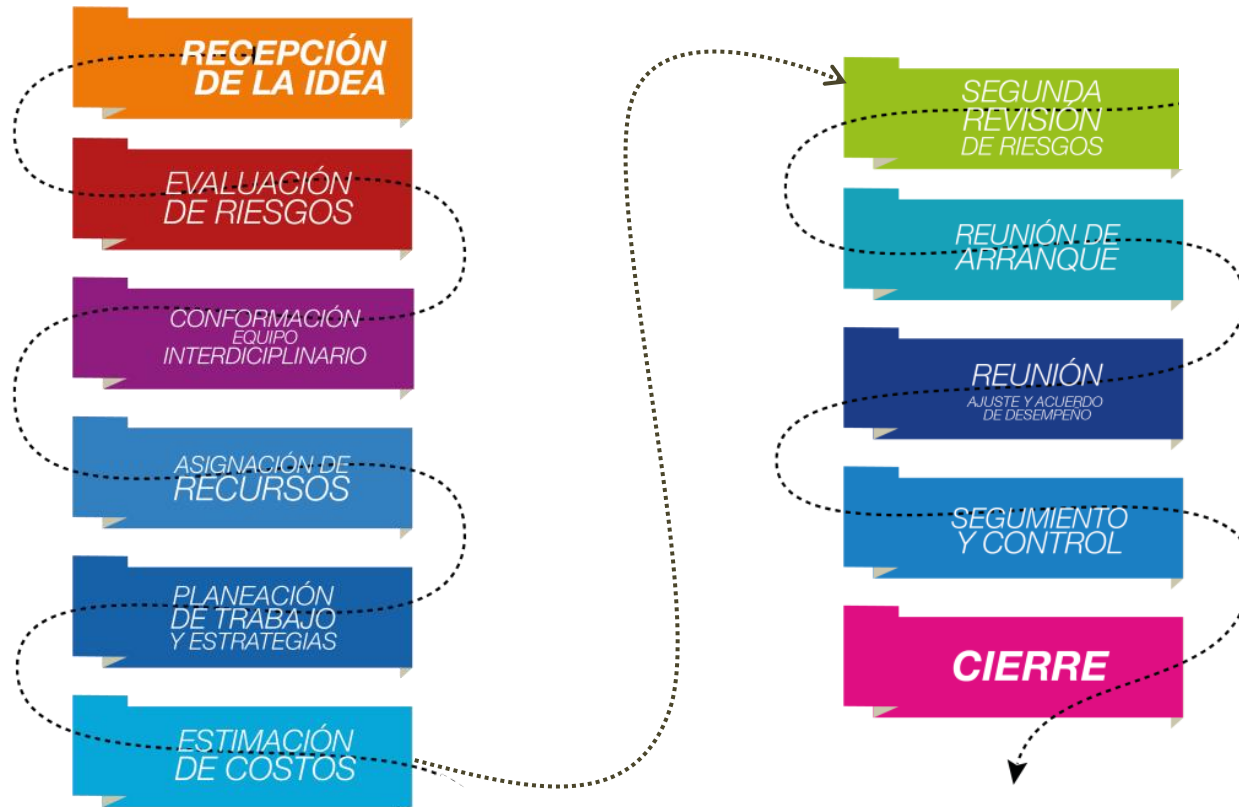 RECEPCIÓN
DE LA IDEA
EVALUACIÓN
DE RIESGOS
CONFORMACIÓN
EQUIPO
INTERDICIPLINARIO
ASIGNACIÓN DE
RECURSOS
PLANEACIÓN
DE TRABAJO
Y ESTRATEGIAS
ESTIMACIÓN
DE COSTOS
SEGUNDA
REVISIÓN
DE RIESGOS
REUNIÓN DE
ARRANQUE
REUNIÓN
AJUSTE Y ACUERDO
DE DESEMPEÑO
SEGUMIENTO
Y CONTROL
CIERRE